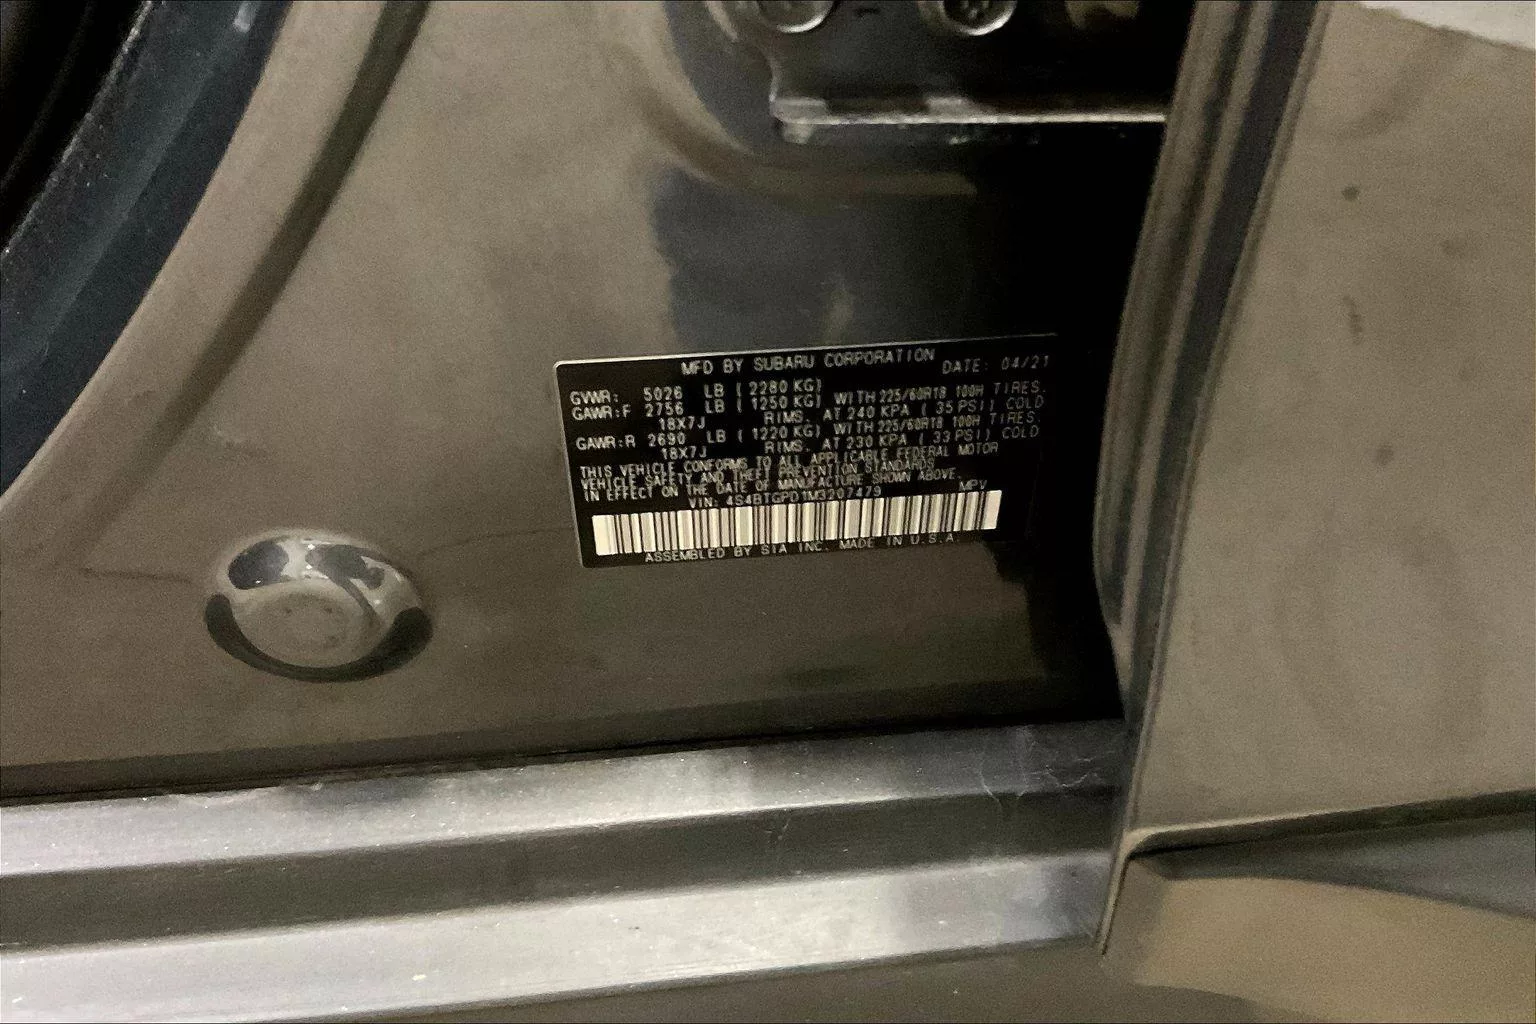 MFD BY SUBARU CORPORATION DATE: 04/21
GVWR: 5026 LB (2280 KG) WITH 225/60R18 100H TIRES.
GAWR:F 2756 LB (1250 KG)
18X7J RIMS. AT 240 KPA (35 PSI) COLD
GAWR:R 2690 LB (1220 KG) WITH 225/60R18 100H TIRES.
18X7J RIMS. AT 230 KPA (33 PSI) COLD
THIS VEHICLE CONFORMS TO ALL APPLICABLE FEDERAL MOTOR
VEHICLE SAFETY AND THEFT PREVENTION STANDARDS
IN EFFECT ON THE DATE OF MANUFACTURE SHOWN ABOVE.
VIN: 4S4BTGPD1M3207479 MPV
ASSEMBLED BY SIA INC. MADE IN U.S.A